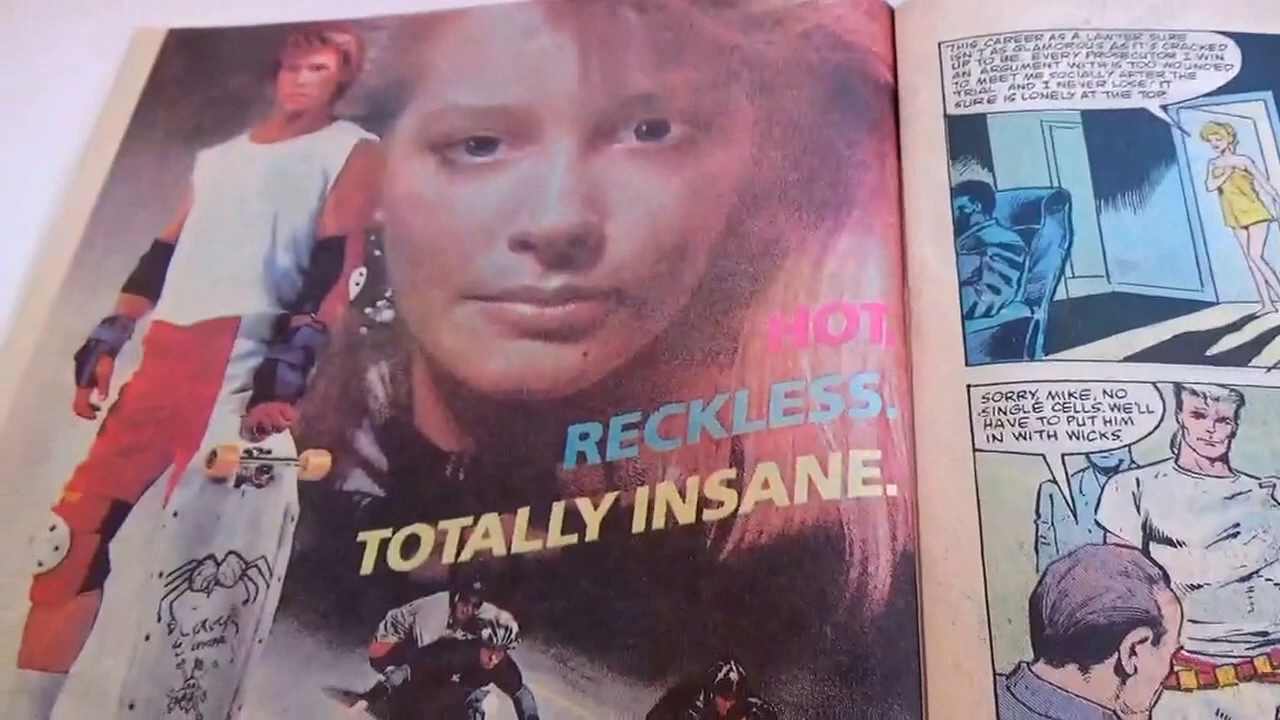 HOT.
RECKLESS.
TOTALLY INSANE.
THIS CAREER AS A LAWYER SURE
ISN'T AS GLAMOROUS AS IT'S CRACKED
UP TO BE. EVERY PROSECUTOR I WIN
AN ARGUMENT WITH IS TOO WOUNDED
TO MEET ME SOCIALLY AFTER THE
TRIAL. AND I NEVER LOSE! IT
SURE IS LONELY AT THE TOP.
SORRY, MIKE, NO
SINGLE CELLS. WE'LL
HAVE TO PUT HIM
IN WITH WICKS.